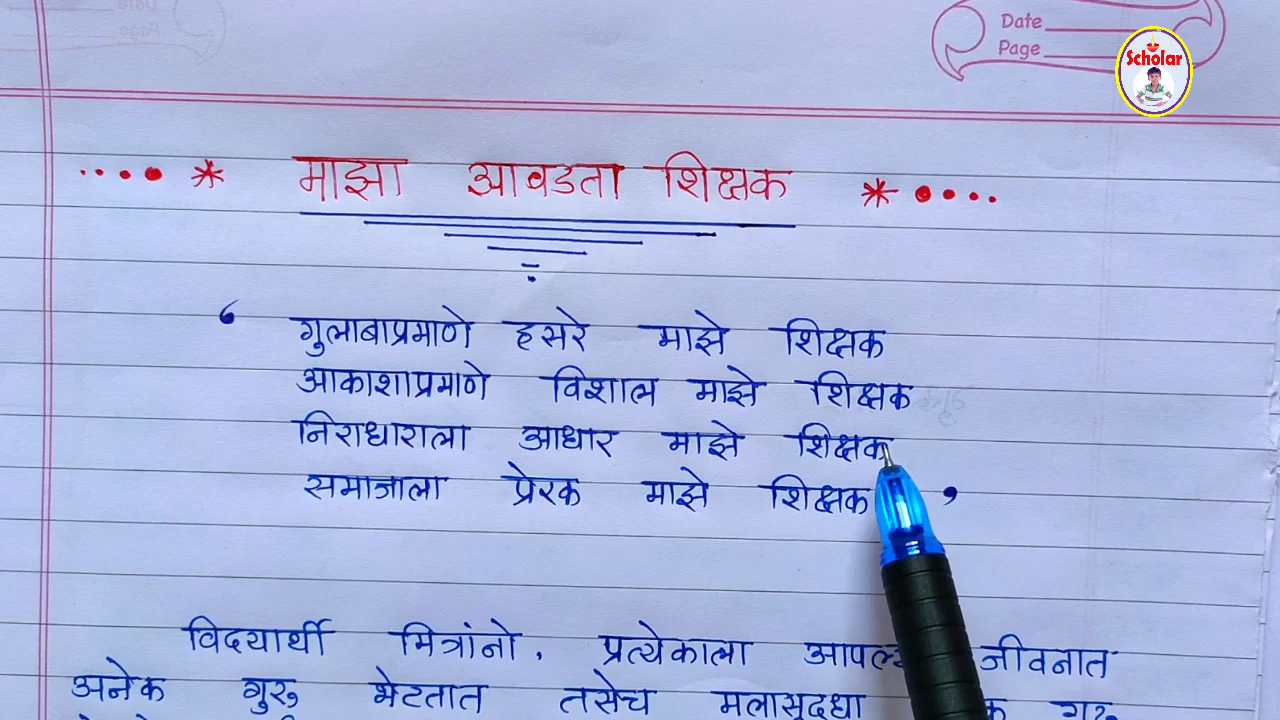 Date
Page
Scholar
माझा आवडता शिक्षक
‘ गुलाबाप्रमाणे हसरे माझे शिक्षक
आकाशाप्रमाणे विशाल माझे शिक्षक
निराधाराला आधार माझे शिक्षक
समाजाला प्रेरक माझे शिक्षक ’
विदयार्थी मित्रांनो, प्रत्येकाला जीवनात
अनेक गुरू भेटतात तसेच मलासुदधा गुरू